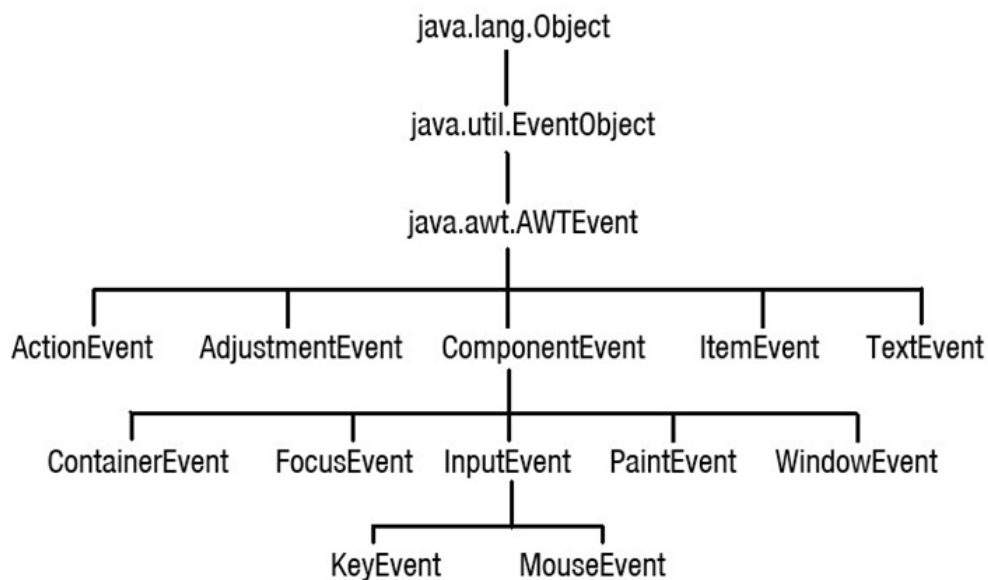 java.lang.Object
java.util.EventObject
java.awt.AWTEvent
ActionEvent AdjustmentEvent ComponentEvent ItemEvent TextEvent
ContainerEvent FocusEvent InputEvent PaintEvent WindowEvent
KeyEvent MouseEvent